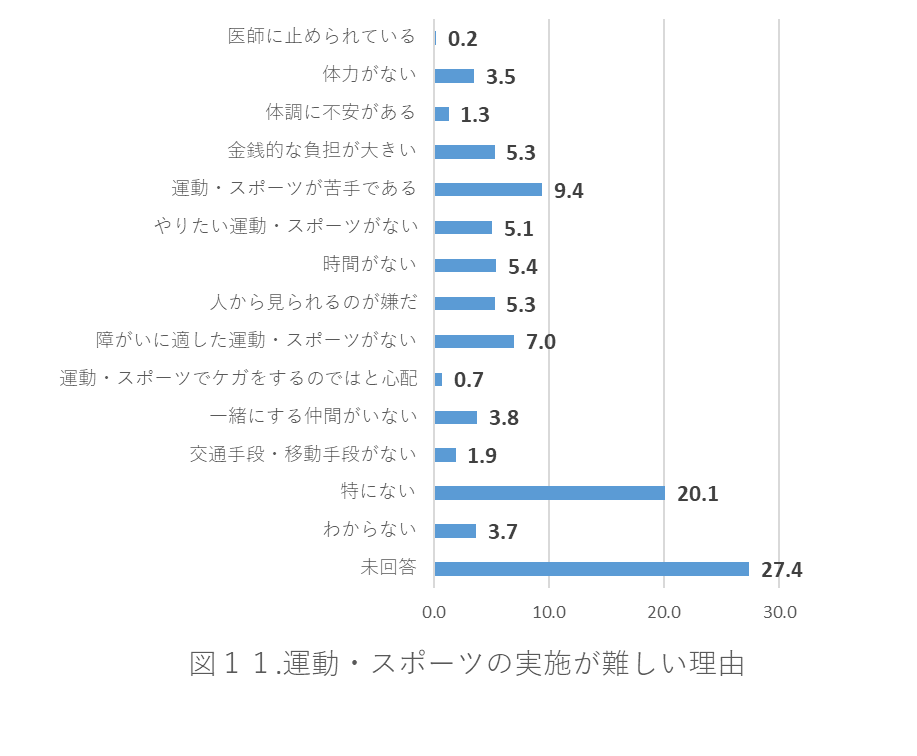 医師に止められている 0.2
体力がない 3.5
体調に不安がある 1.3
金銭的な負担が大きい 5.3
運動・スポーツが苦手である 9.4
やりたい運動・スポーツがない 5.1
時間がない 5.4
人から見られるのが嫌だ 5.3
障がいに適した運動・スポーツがない 7.0
運動・スポーツでケガをするのではと心配 0.7
一緒にする仲間がいない 3.8
交通手段・移動手段がない 1.9
特にない 20.1
わからない 3.7
未回答 27.4
0.0 10.0 20.0 30.0
図１１.運動・スポーツの実施が難しい理由